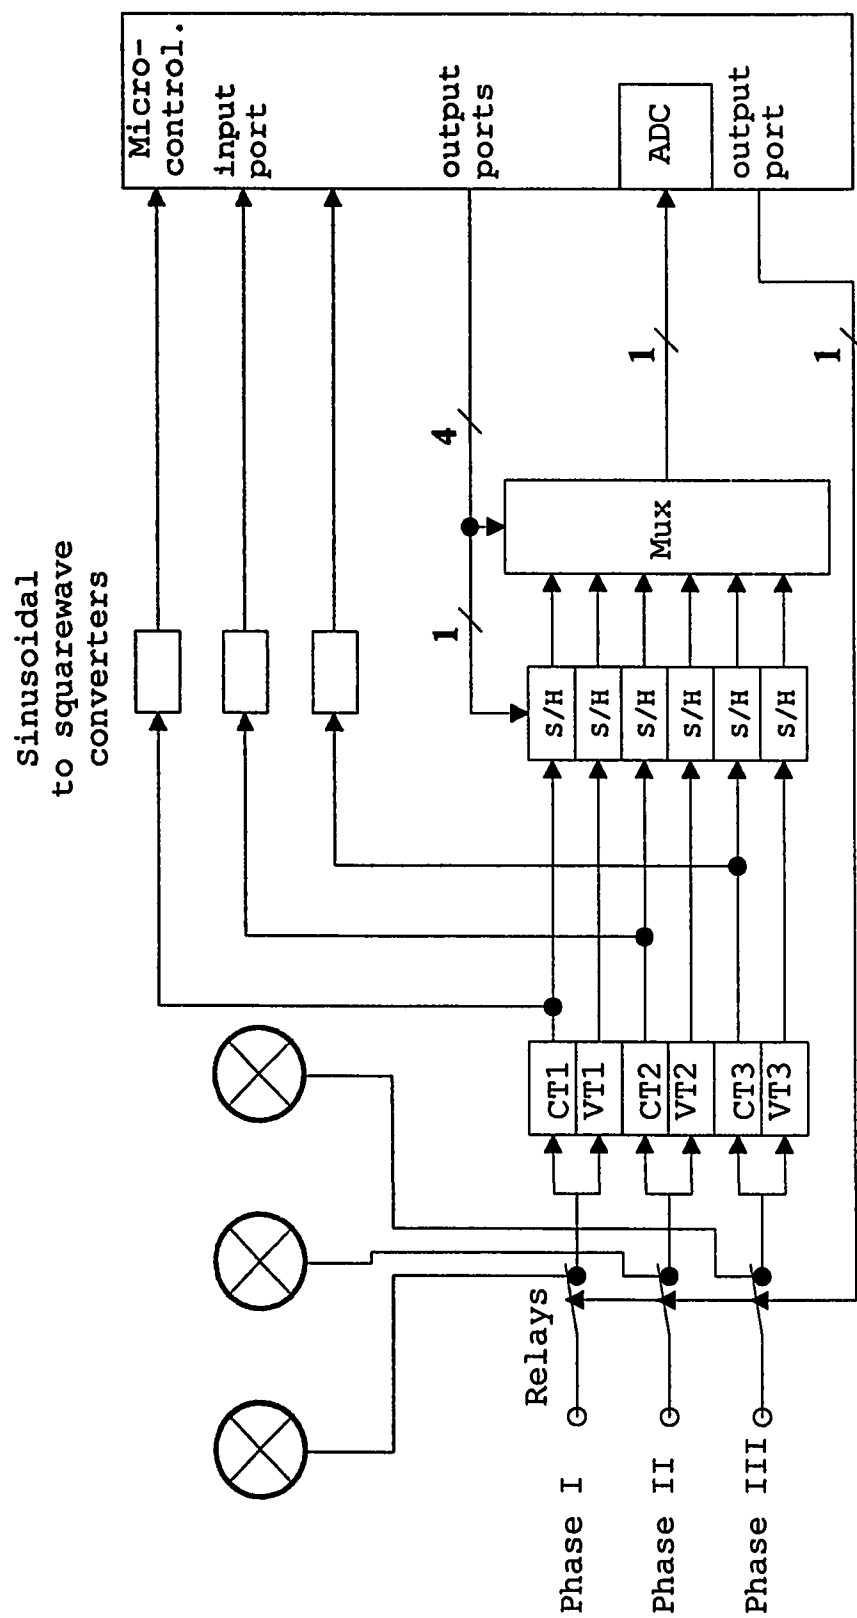 Sinusoidal
to squarewave
converters
Micro-
control.
input
port
output
ports
ADC
output
port
4
1
1
1
Mux
S/H
S/H
S/H
S/H
S/H
S/H
CT1
VT1
CT2
VT2
CT3
VT3
Relays
Phase I
Phase II
Phase III